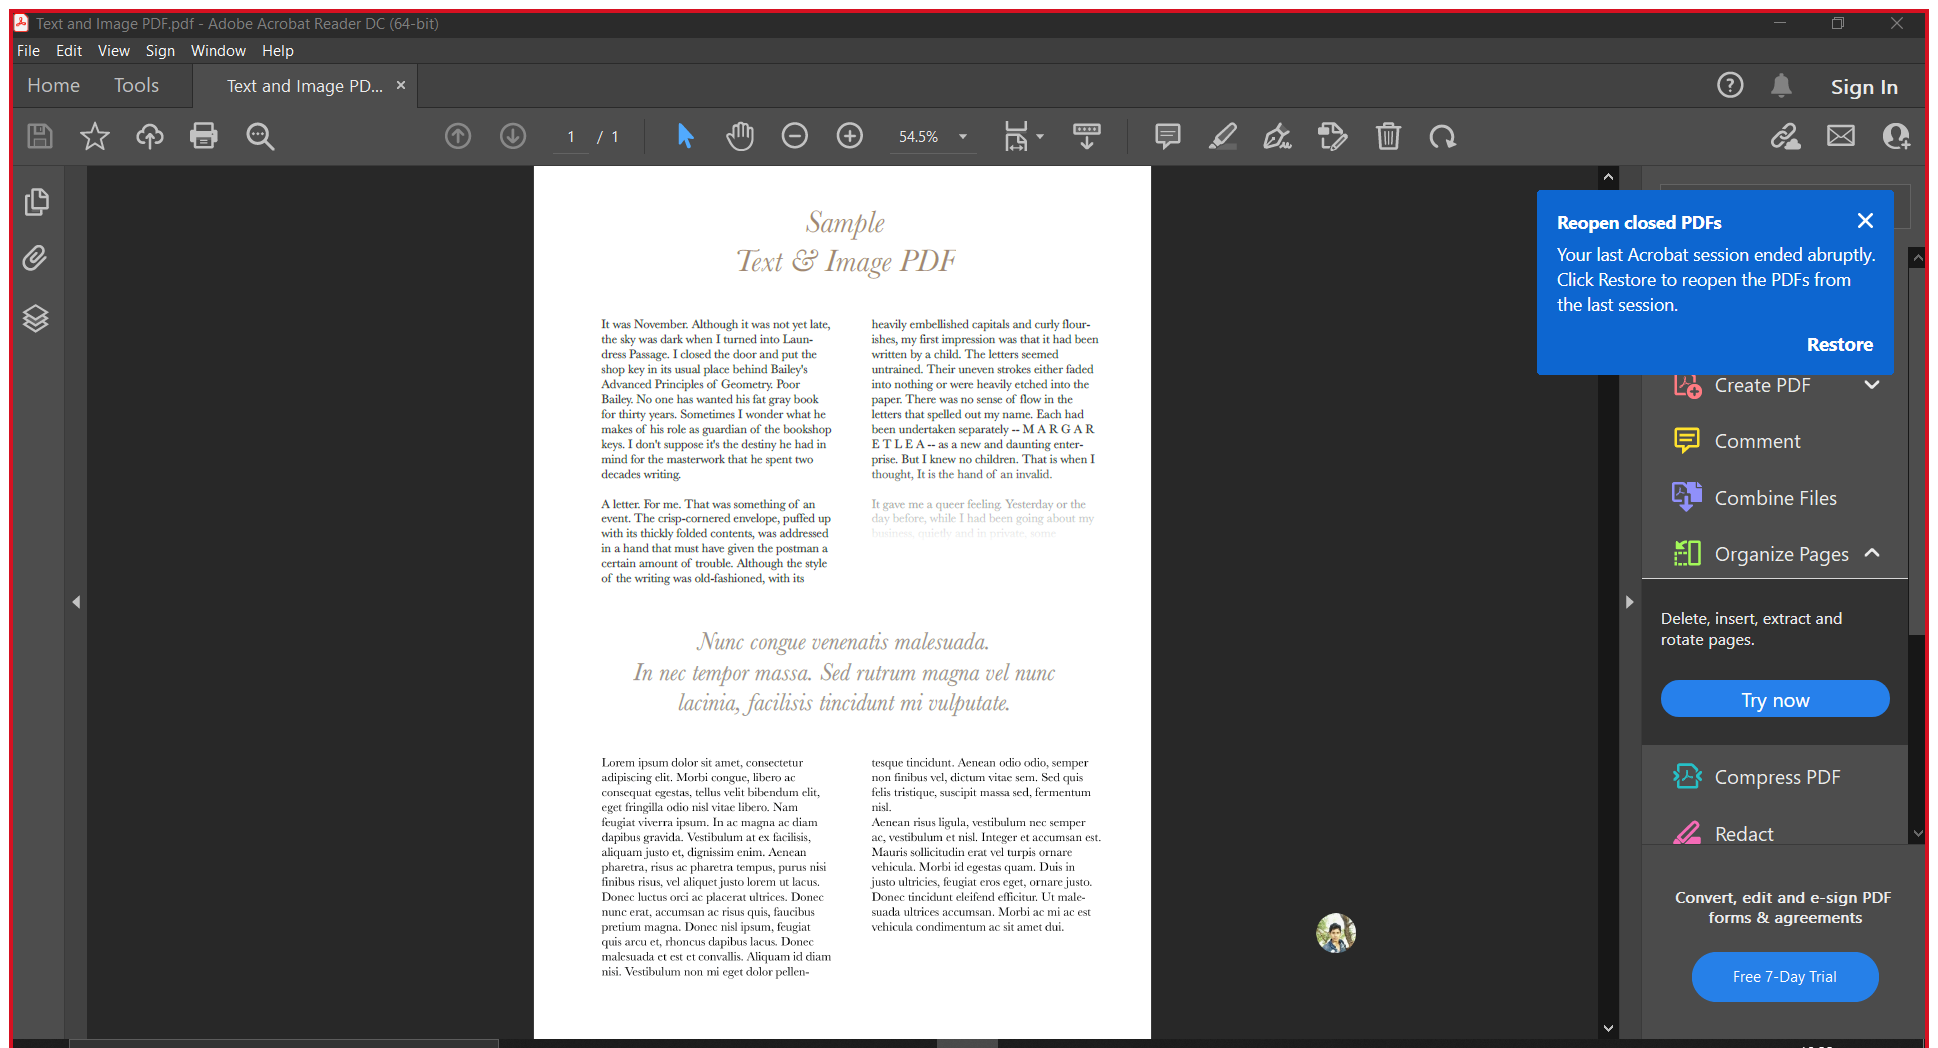 Text and Image PDF.pdf - Adobe Acrobat Reader DC (64-bit)
File Edit View Sign Window Help
Home Tools Text and Image PD... ×
Sign In
1 / 1
54.5%
Sample
Text & Image PDF
It was November. Although it was not yet late,
the sky was dark when I turned into Laun-
dress Passage. I closed the door and put the
shop key in its usual place behind Bailey's
Advanced Principles of Geometry. Poor
Bailey. No one has wanted his fat gray book
for thirty years. Sometimes I wonder what he
makes of his role as guardian of the bookshop
keys. I don't suppose it's the destiny he had in
mind for the masterwork that he spent two
decades writing.
A letter. For me. That was something of an
event. The crisp-cornered envelope, puffed up
with its thickly folded contents, was addressed
in a hand that must have given the postman a
certain amount of trouble. Although the style
of the writing was old-fashioned, with its
heavily embellished capitals and curly flour-
ishes, my first impression was that it had been
written by a child. The letters seemed
untrained. Their uneven strokes either faded
into nothing or were heavily etched into the
paper. There was no sense of flow in the
letters that spelled out my name. Each had
been undertaken separately -- M A R G A R
E T L E A -- as a new and daunting enter-
prise. But I knew no children. That is when I
thought, It is the hand of an invalid.
It gave me a queer feeling. Yesterday or the
day before, while I had been going about my
business, quietly and in private, some
Nunc congue venenatis malesuada.
In nec tempor massa. Sed rutrum magna vel nunc
lacinia, facilisis tincidunt mi vulputate.
Lorem ipsum dolor sit amet, consectetur
adipiscing elit. Morbi congue, libero ac
consequat egestas, tellus velit bibendum elit,
eget fringilla odio nisl vitae libero. Nam
feugiat viverra ipsum. In ac magna ac diam
dapibus gravida. Vestibulum at ex facilisis,
aliquam justo et, dignissim enim. Aenean
pharetra, risus ac pharetra tempus, purus nisi
finibus risus, vel aliquet justo lorem ut lacus.
Donec luctus orci ac placerat ultrices. Donec
nunc erat, accumsan ac risus quis, faucibus
pretium magna. Donec nisl ipsum, feugiat
quis arcu et, rhoncus dapibus lacus. Donec
malesuada et est et convallis. Aliquam id diam
nisi. Vestibulum non mi eget dolor pellen-
tesque tincidunt. Aenean odio odio, semper
non finibus vel, dictum vitae sem. Sed quis
felis tristique, suscipit massa sed, fermentum
nisl.
Aenean risus ligula, vestibulum nec semper
ac, vestibulum et nisl. Integer et accumsan est.
Mauris sollicitudin erat vel turpis ornare
vehicula. Morbi id egestas quam. Duis in
justo ultricies, feugiat eros eget, ornare justo.
Donec tincidunt eleifend efficitur. Ut male-
suada ultrices accumsan. Morbi ac mi ac est
vehicula condimentum ac sit amet dui.
Reopen closed PDFs
Your last Acrobat session ended abruptly.
Click Restore to reopen the PDFs from
the last session.
Restore
Create PDF
Comment
Combine Files
Organize Pages
Delete, insert, extract and
rotate pages.
Try now
Compress PDF
Redact
Convert, edit and e-sign PDF
forms & agreements
Free 7-Day Trial